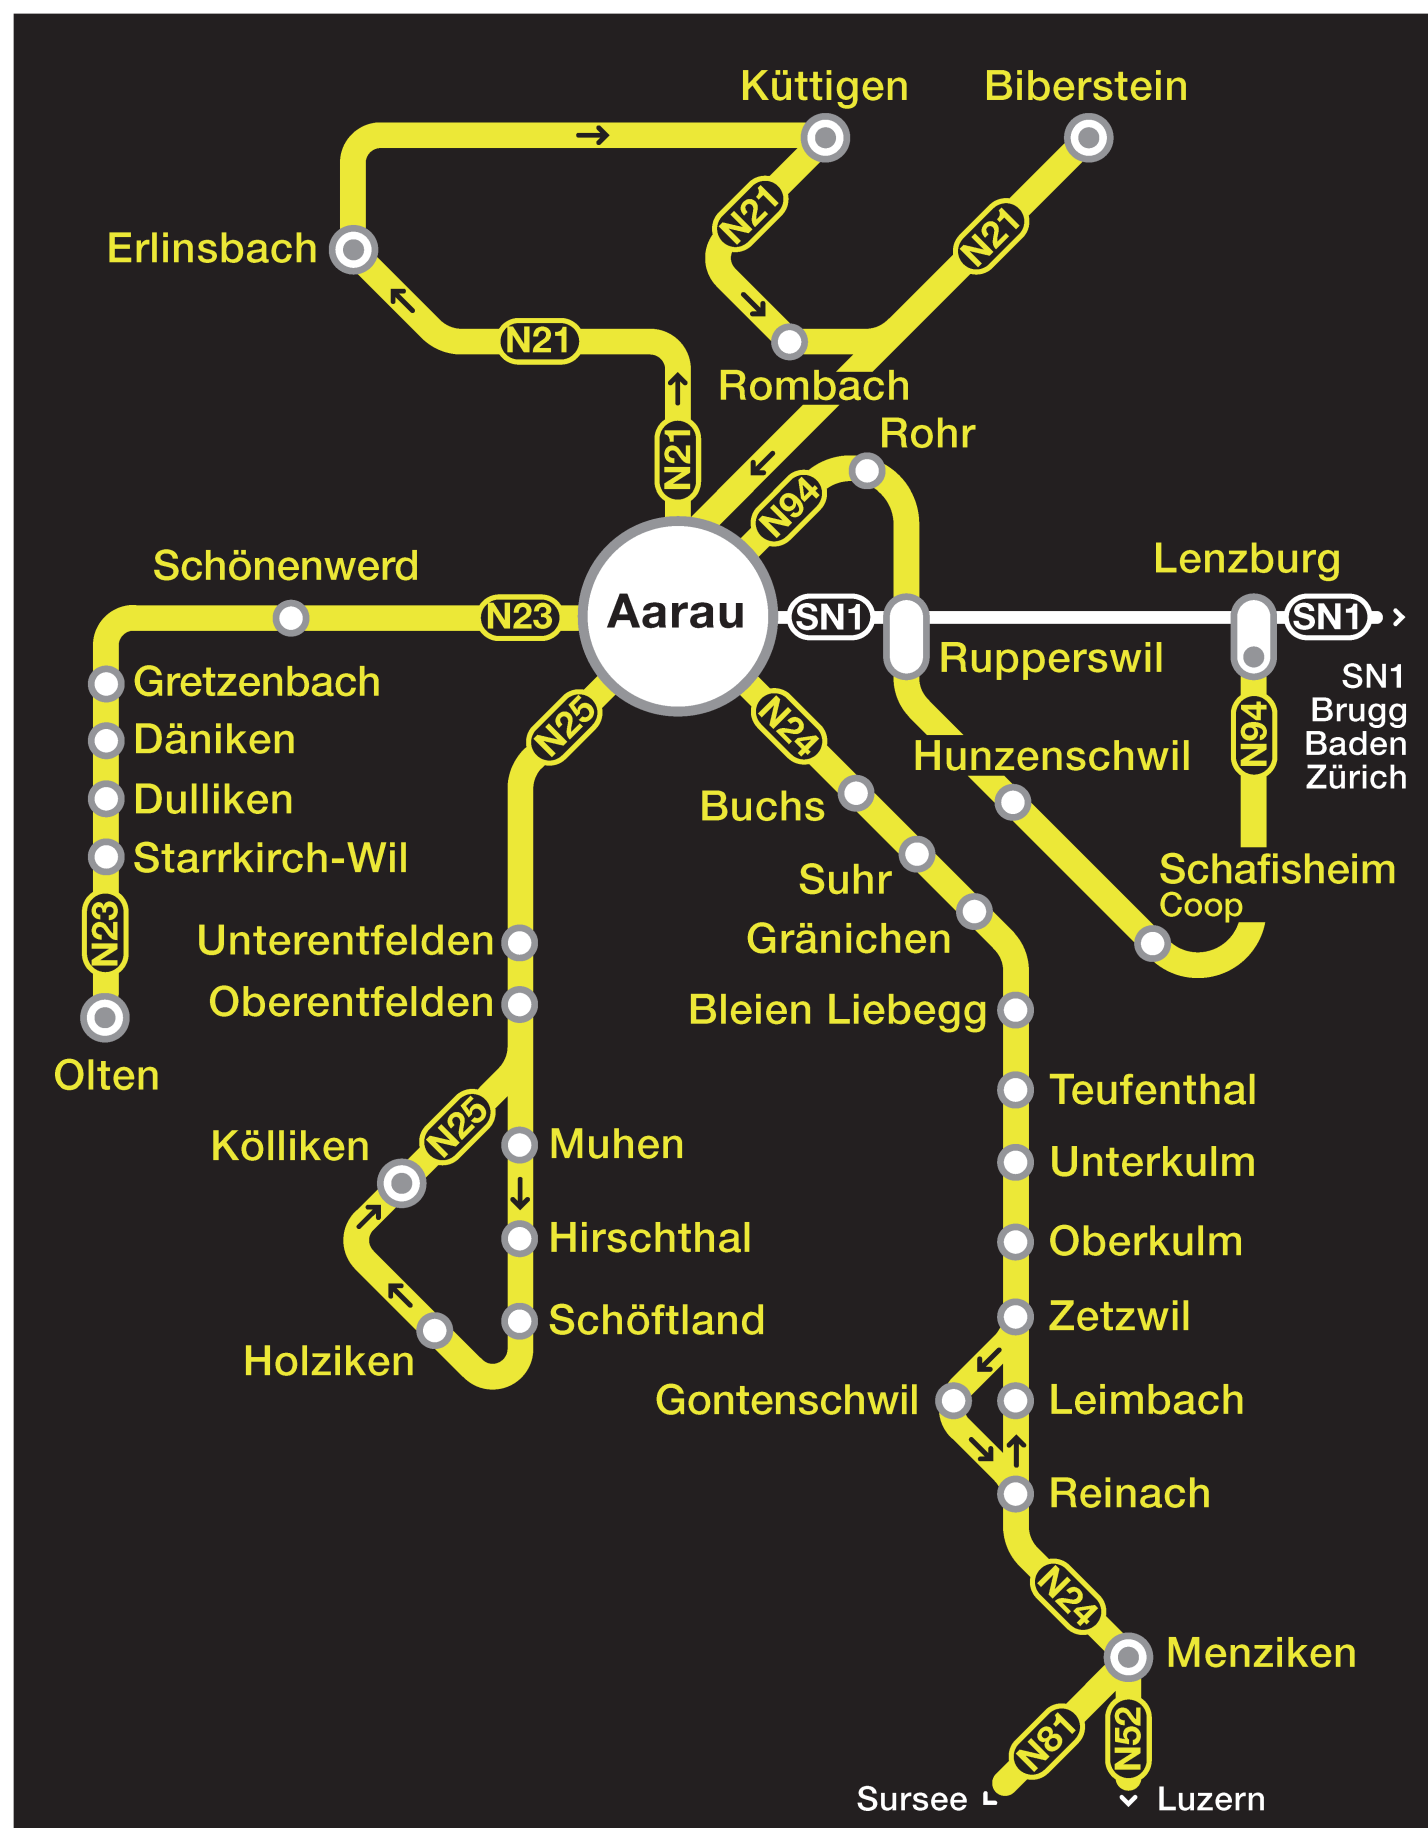 Küttigen
Biberstein
N21
N21
Erlinsbach
N21
Rombach
Rohr
N21
N94
Schönenwerd
Lenzburg
N23
Aarau
SN1
SN1
Rupperswil
SN1
Brugg
Baden
Zürich
Gretzenbach
N25
N24
N94
Däniken
Hunzenschwil
Dulliken
Buchs
Starrkirch-Wil
Suhr
Schafisheim
Coop
N23
Unterentfelden
Gränichen
Oberentfelden
Bleien Liebegg
Olten
Teufenthal
N25
Kölliken
Muhen
Unterkulm
Hirschthal
Oberkulm
Schöftland
Zetzwil
Holziken
Gontenschwil
Leimbach
Reinach
N24
Menziken
N81
N52
Sursee
Luzern